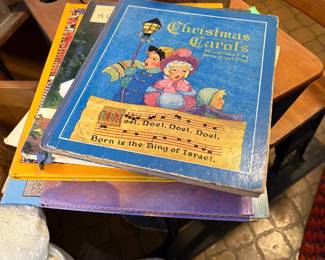 Christmas
Carols
Noel, Noel, Noel, Noel,
Born is the King of Israel.